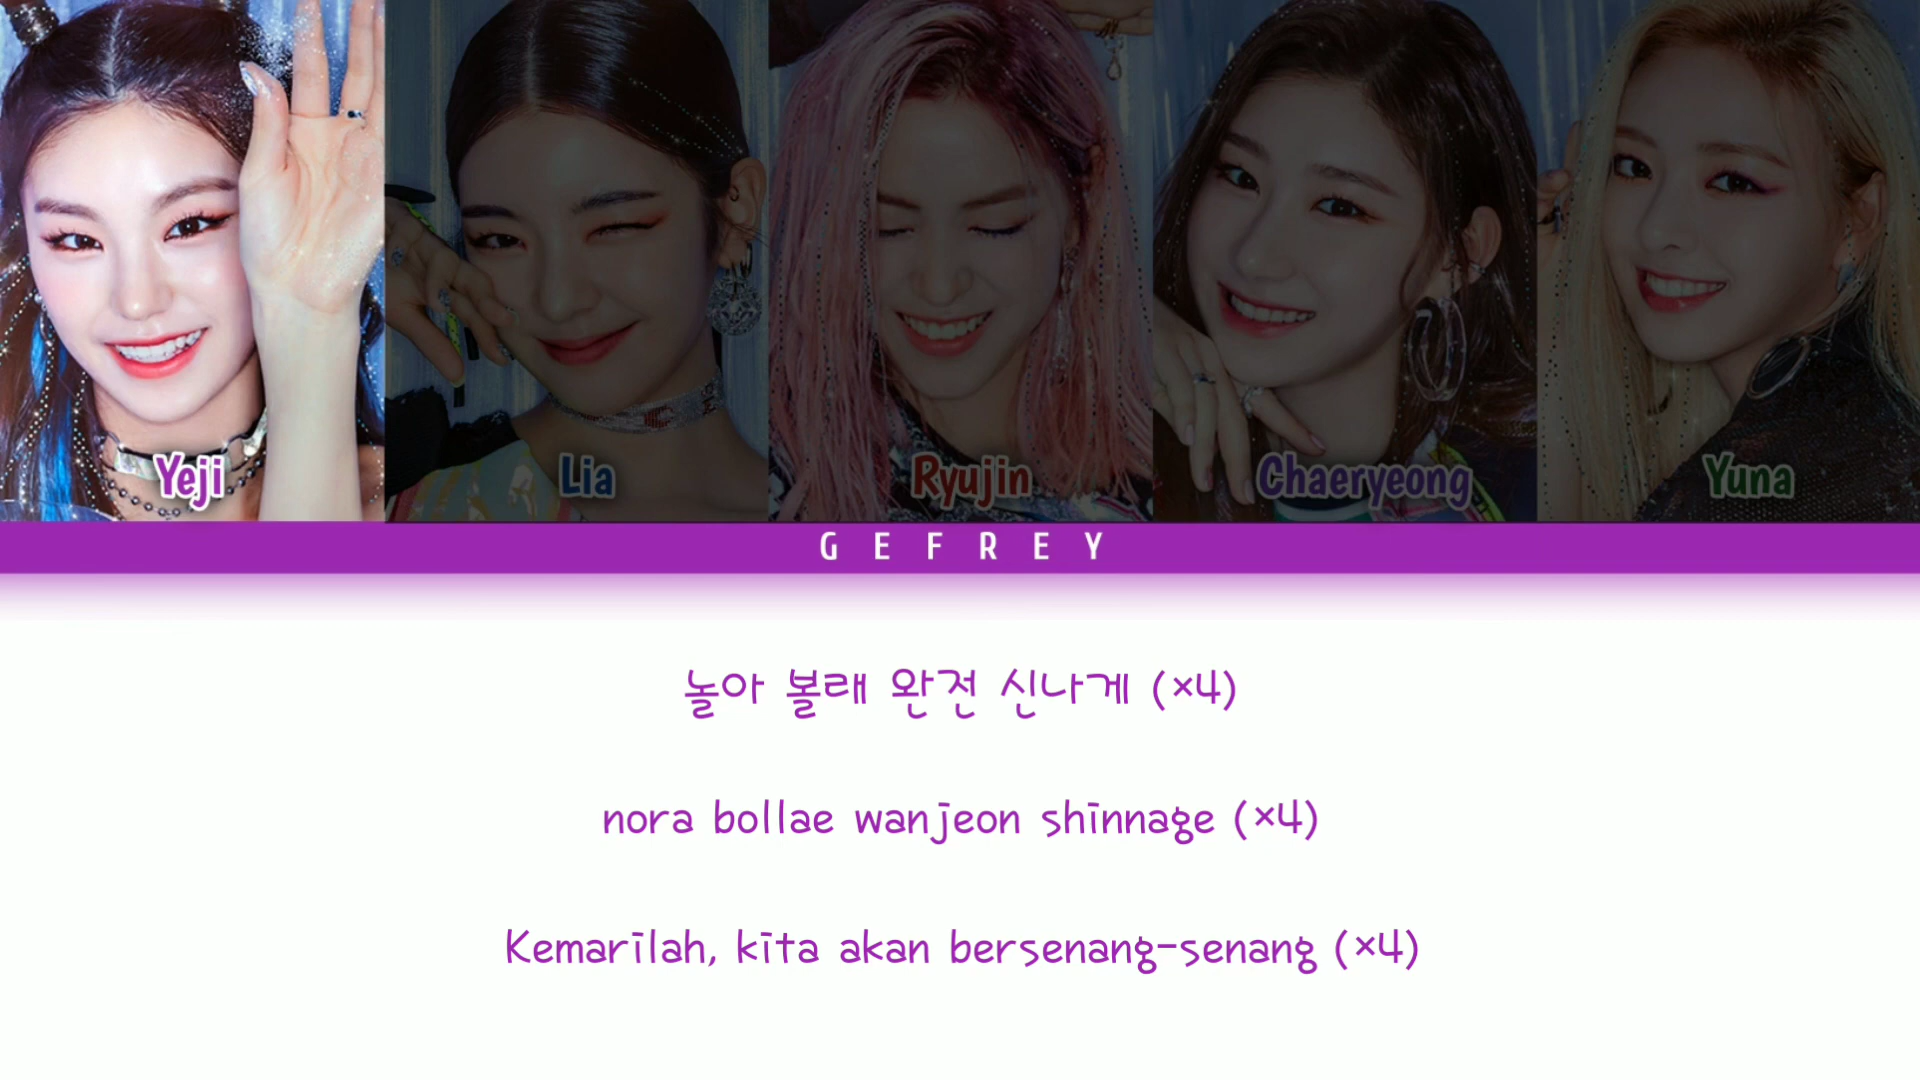 Yeji
Lia
Ryujin
Chaeryeong
Yuna
GEFREY
놀아 볼래 완전 신나게 (×4)
nora bollae wanjeon shinnage (×4)
Kemarilah, kita akan bersenang-senang (×4)